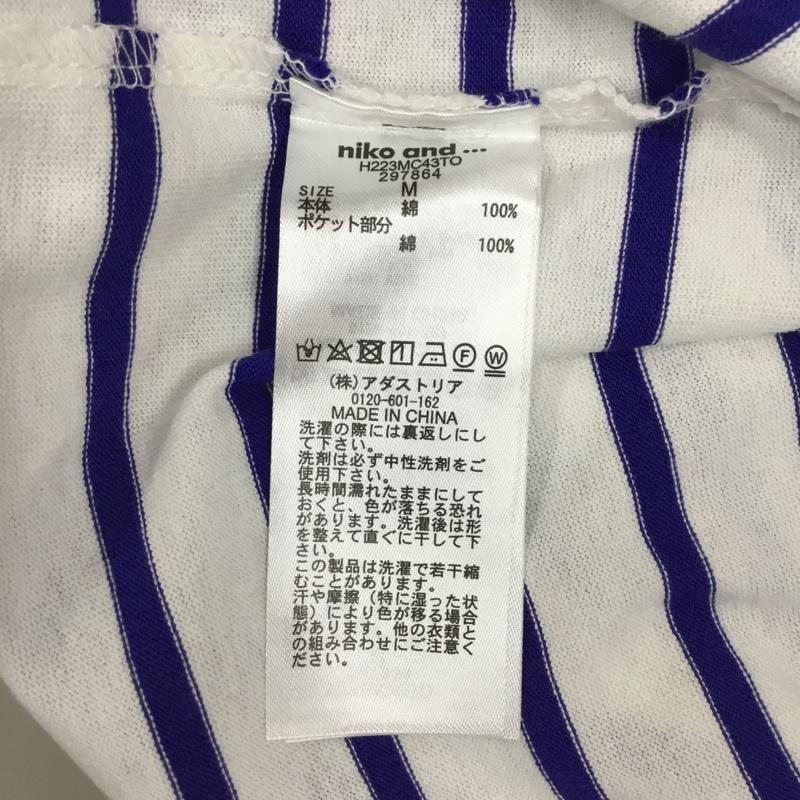 niko and ...
H223MC43TO
297864
SIZE M
本体 綿 100%
ポケット部分
綿 100%
(株)アダストリア
0120-601-162
MADE IN CHINA
洗濯の際には裏返しにし
て下さい。
洗剤は必ず中性洗剤をご
使用下さい。
長時間濡れたままにして
おくと、色が落ちる恐れ
があります。洗濯後は形
を整えて直ぐに干して下
さい。
この製品は洗濯で若干縮
むことがあります。
汗や摩擦（特に湿った状
態）により色が移る場合
があります。他の衣類と
の組み合わせにご注意く
ださい。